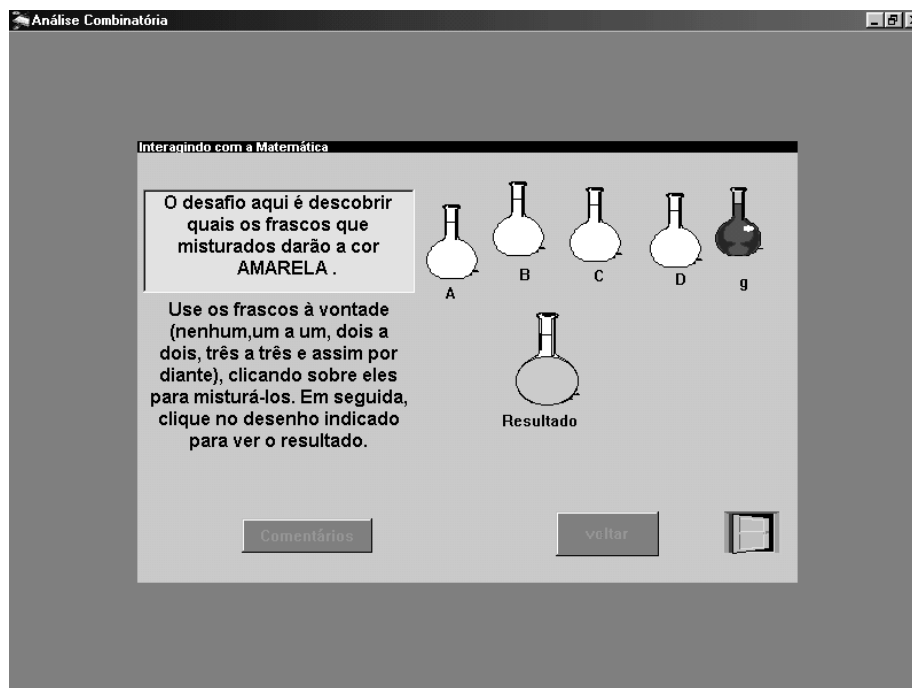 Análise Combinatória
Interagindo com a Matemática
O desafio aqui é descobrir
quais os frascos que
misturados darão a cor
AMARELA .
Use os frascos à vontade
(nenhum,um a um, dois a
dois, três a três e assim por
diante), clicando sobre eles
para misturá-los. Em seguida,
clique no desenho indicado
para ver o resultado.
A
B
C
D
g
Resultado
Comentários
voltar